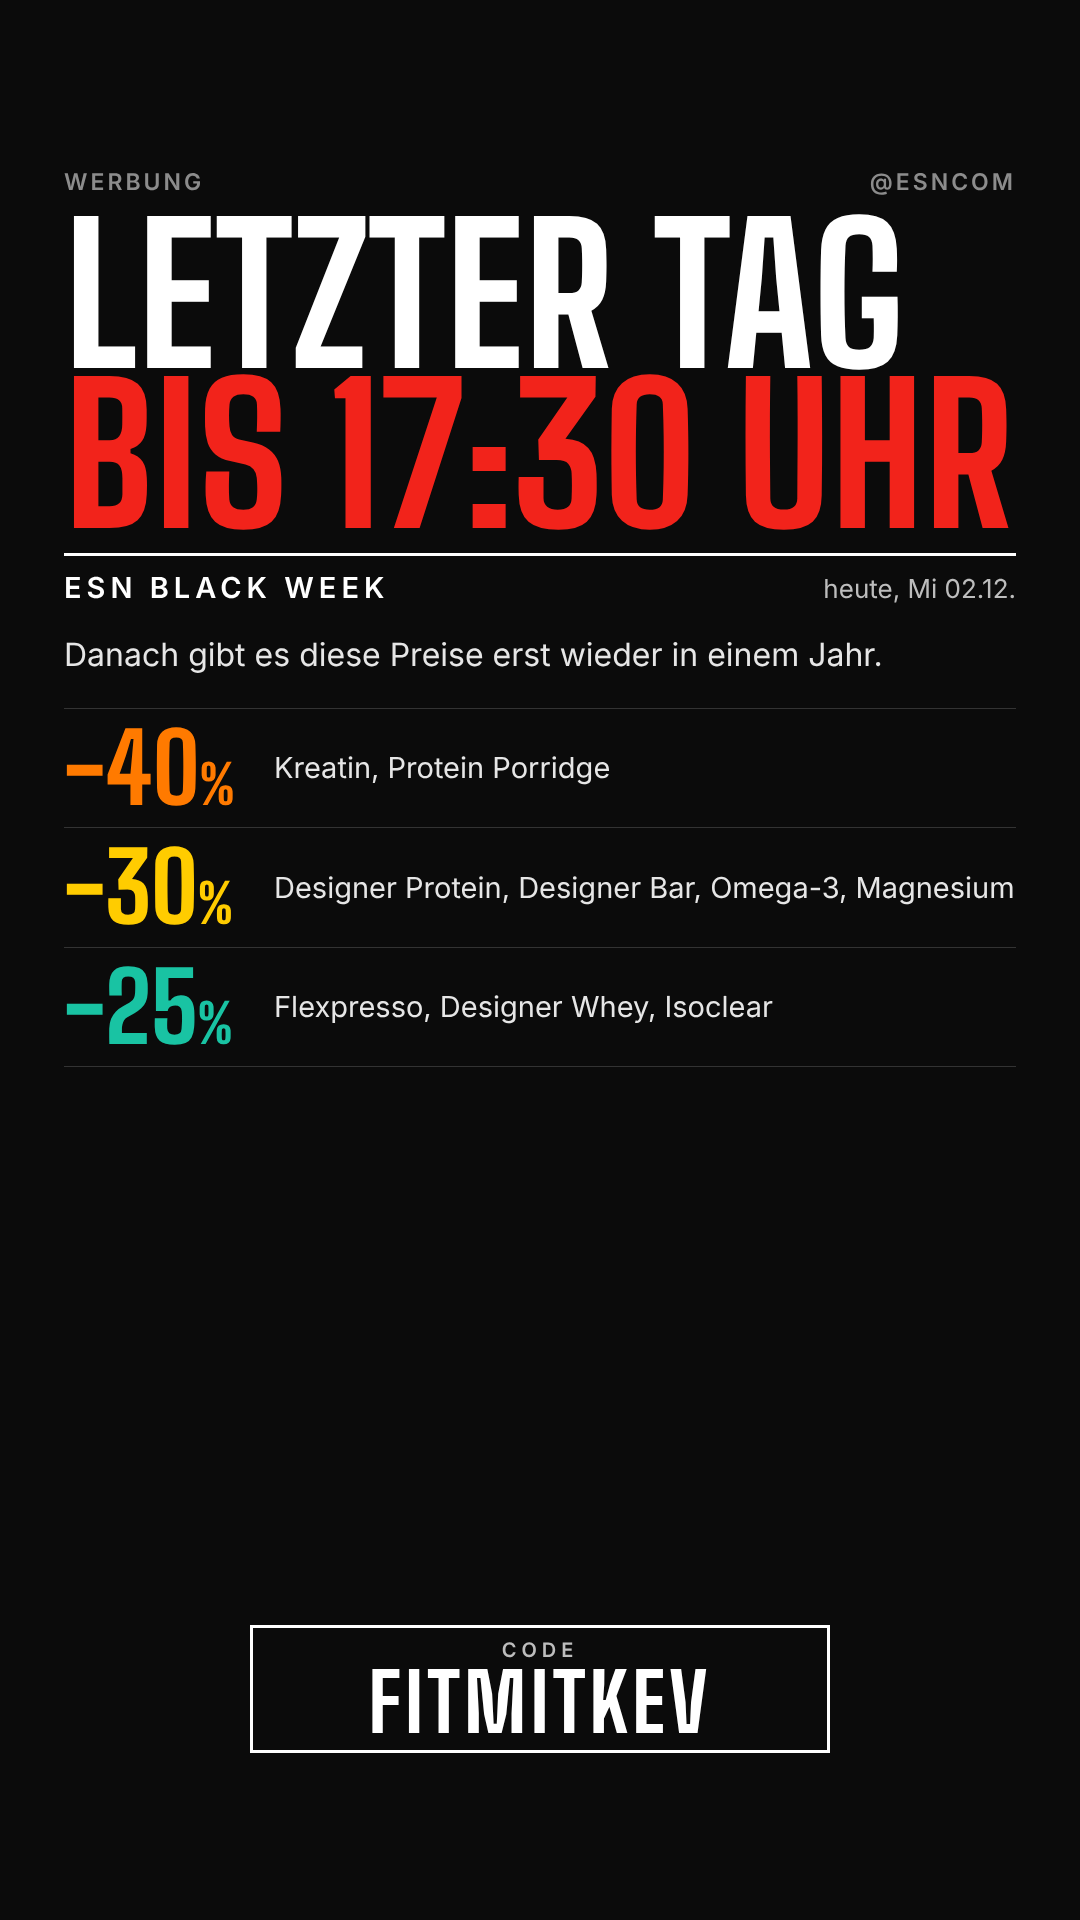 WERBUNG @ESNCOM
LETZTER TAG
BIS 17:30 UHR
ESN BLACK WEEK heute, Mi 02.12.
Danach gibt es diese Preise erst wieder in einem Jahr.
−40% Kreatin, Protein Porridge
−30% Designer Protein, Designer Bar, Omega-3, Magnesium
−25% Flexpresso, Designer Whey, Isoclear
CODE
FITMITKEV